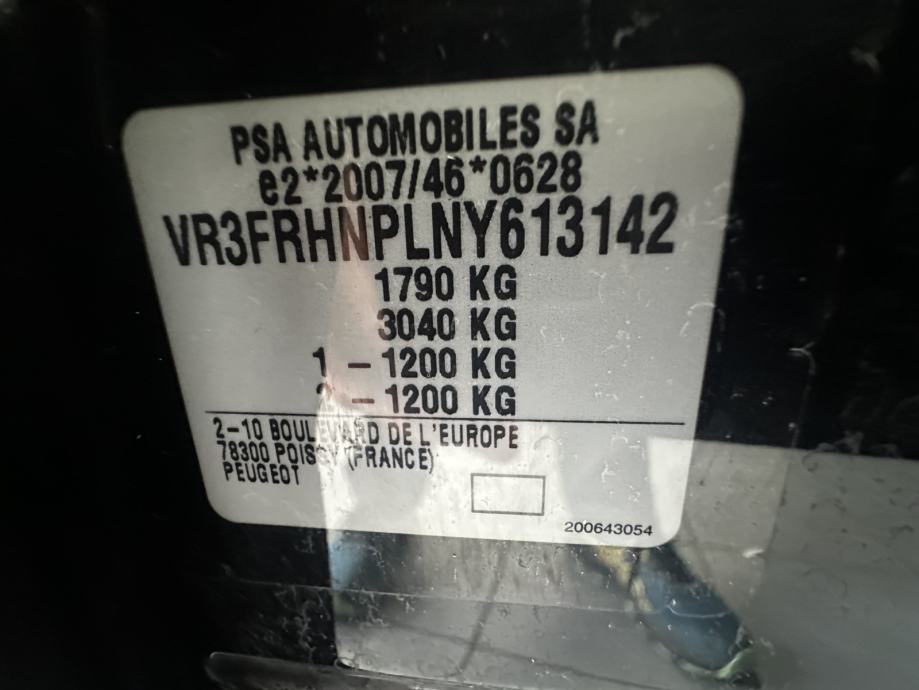 PSA AUTOMOBILES SA
e2*2007/46*0628
VR3FRHNPLNY613142
1790 KG
3040 KG
1 – 1200 KG
2 – 1200 KG
2–10 BOULEVARD DE L'EUROPE
78300 POISSY (FRANCE)
PEUGEOT
200643054